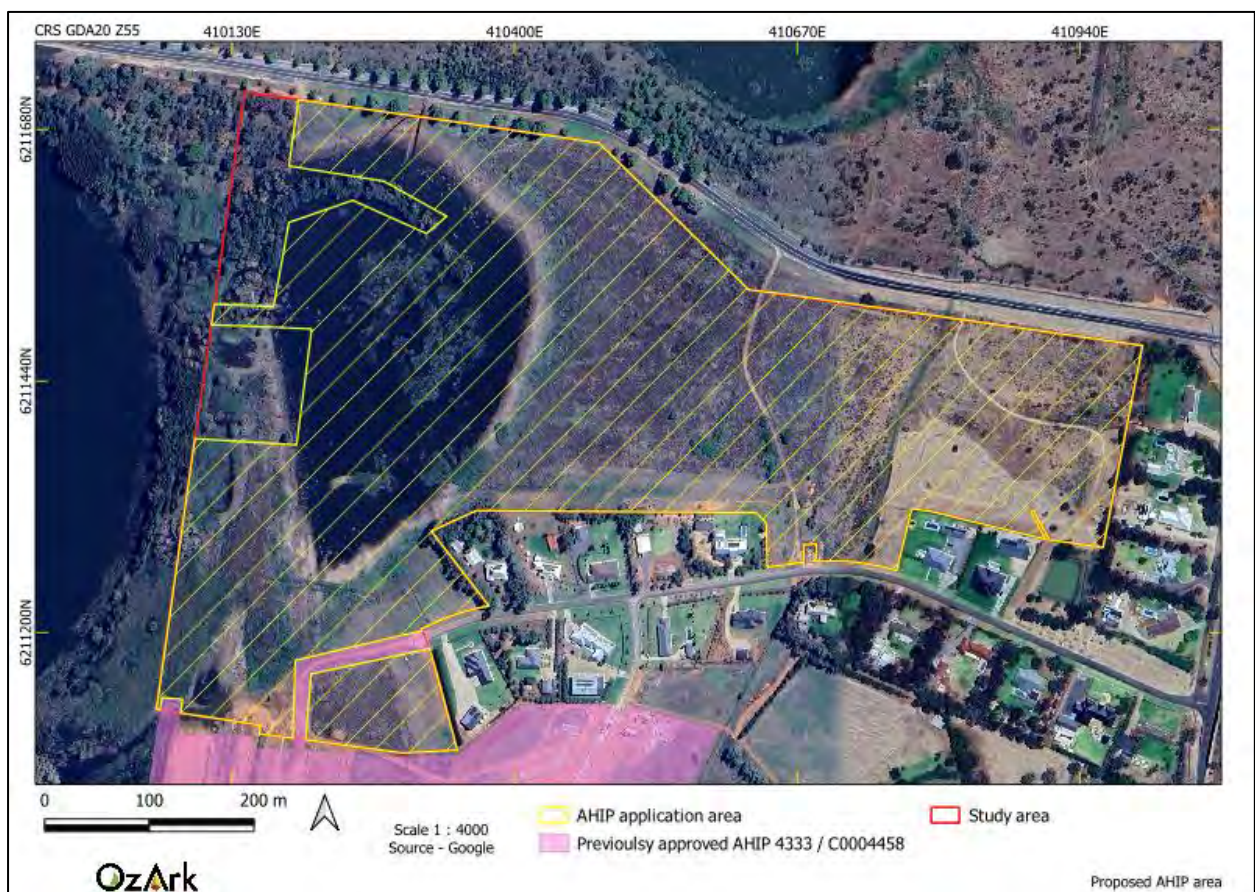 CRS GDA20 Z55
410130E
410400E
410670E
410940E
6211680N
6211440N
6211200N
0 100 200 m
Scale 1 : 4000
Source - Google
AHIP application area
Study area
Previoulsy approved AHIP 4333 / C0004458
OzArk
Proposed AHIP area